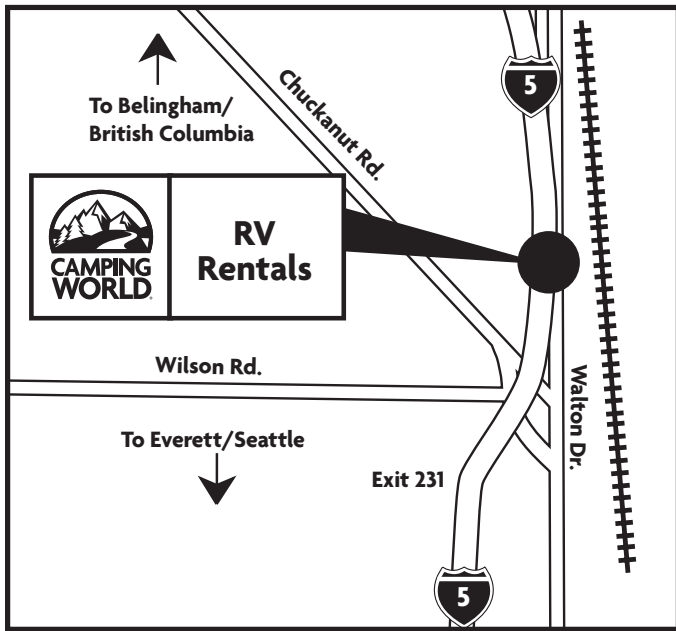 5
To Belingham/
British Columbia
Chuckanut Rd.
CAMPING
WORLD
RV
Rentals
Wilson Rd.
Walton Dr.
To Everett/Seattle
Exit 231
5